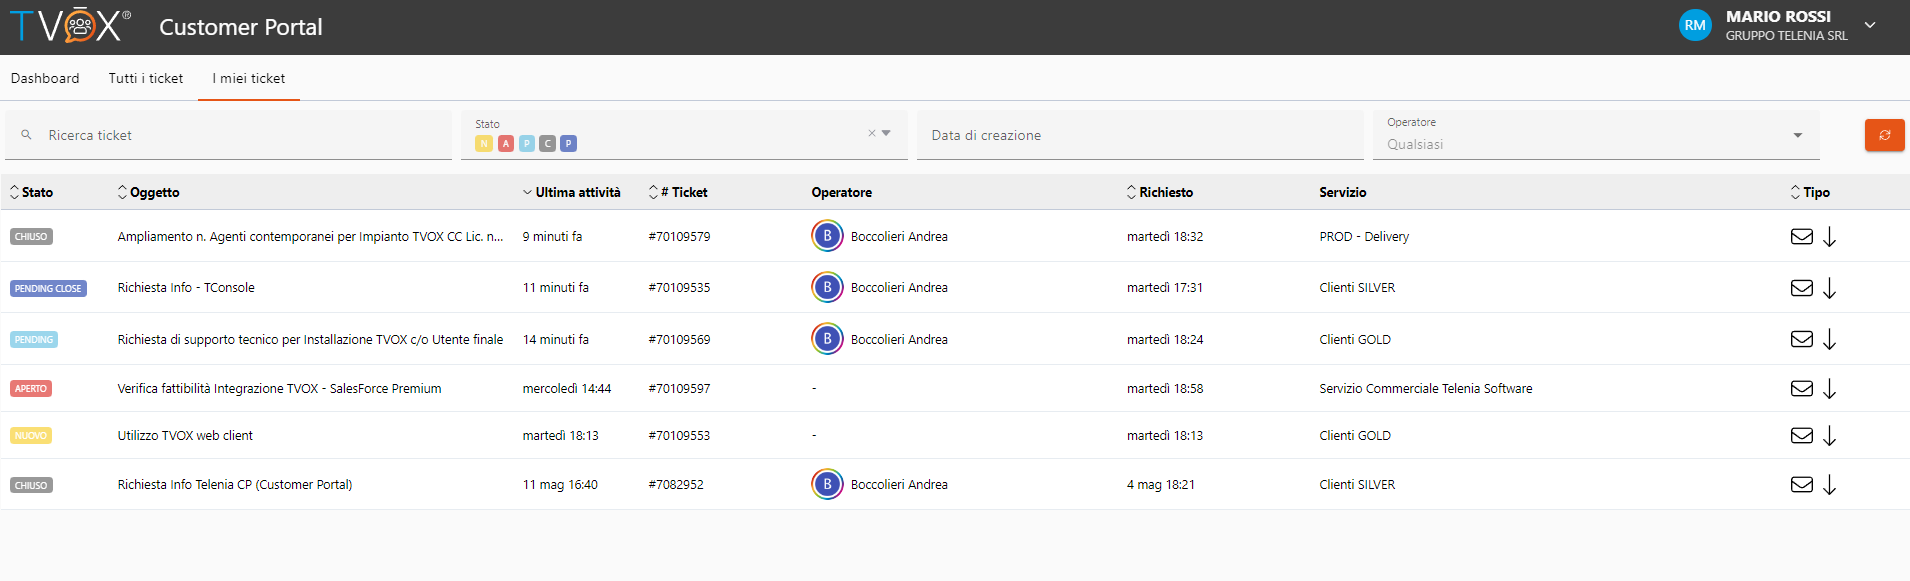 TVOX® Customer Portal
RM MARIO ROSSI
GRUPPO TELENIA SRL
Dashboard Tutti i ticket I miei ticket
Ricerca ticket
Stato
N A P C P
Data di creazione
Operatore
Qualsiasi
Stato Oggetto Ultima attività # Ticket Operatore Richiesto Servizio Tipo
CHIUSO Ampliamento n. Agenti contemporanei per Impianto TVOX CC Lic. n... 9 minuti fa #70109579 B Boccolieri Andrea martedì 18:32 PROD - Delivery
PENDING CLOSE Richiesta Info - TConsole 11 minuti fa #70109535 B Boccolieri Andrea martedì 17:31 Clienti SILVER
PENDING Richiesta di supporto tecnico per Installazione TVOX c/o Utente finale 14 minuti fa #70109569 B Boccolieri Andrea martedì 18:24 Clienti GOLD
APERTO Verifica fattibilità Integrazione TVOX - SalesForce Premium mercoledì 14:44 #70109597 - martedì 18:58 Servizio Commerciale Telenia Software
NUOVO Utilizzo TVOX web client martedì 18:13 #70109553 - martedì 18:13 Clienti GOLD
CHIUSO Richiesta Info Telenia CP (Customer Portal) 11 mag 16:40 #7082952 B Boccolieri Andrea 4 mag 18:21 Clienti SILVER